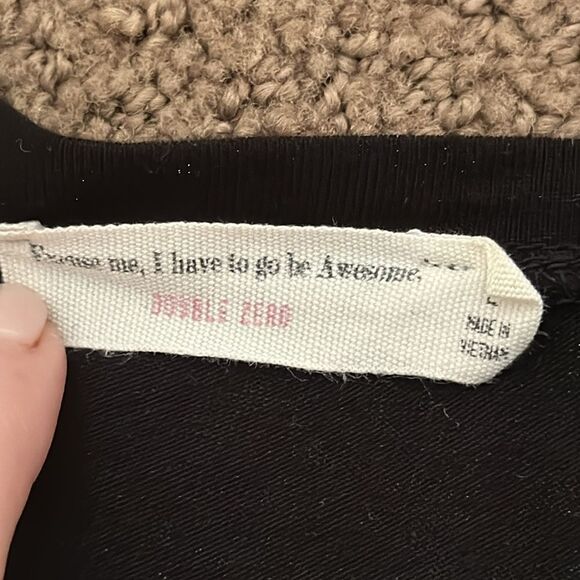 Excuse me, I have to go be Awesome.
DOUBLE ZERO
MADE IN
VIETNAM